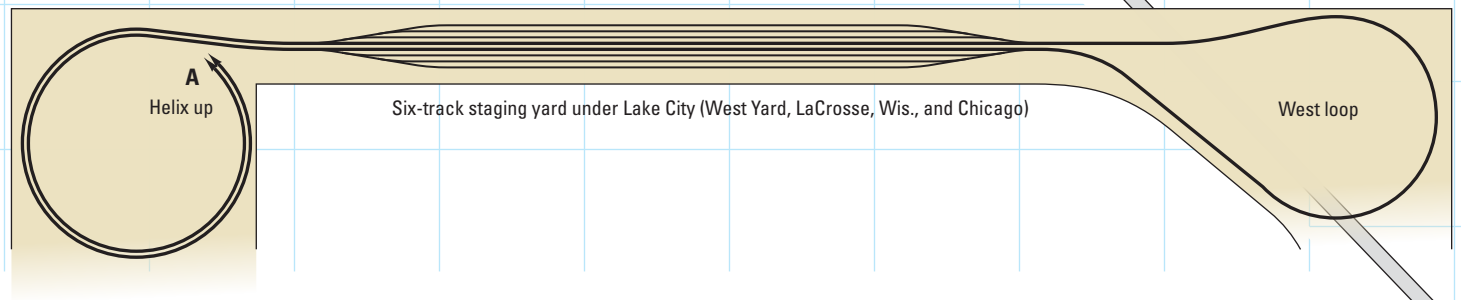 A
Helix up
Six-track staging yard under Lake City (West Yard, LaCrosse, Wis., and Chicago)
West loop